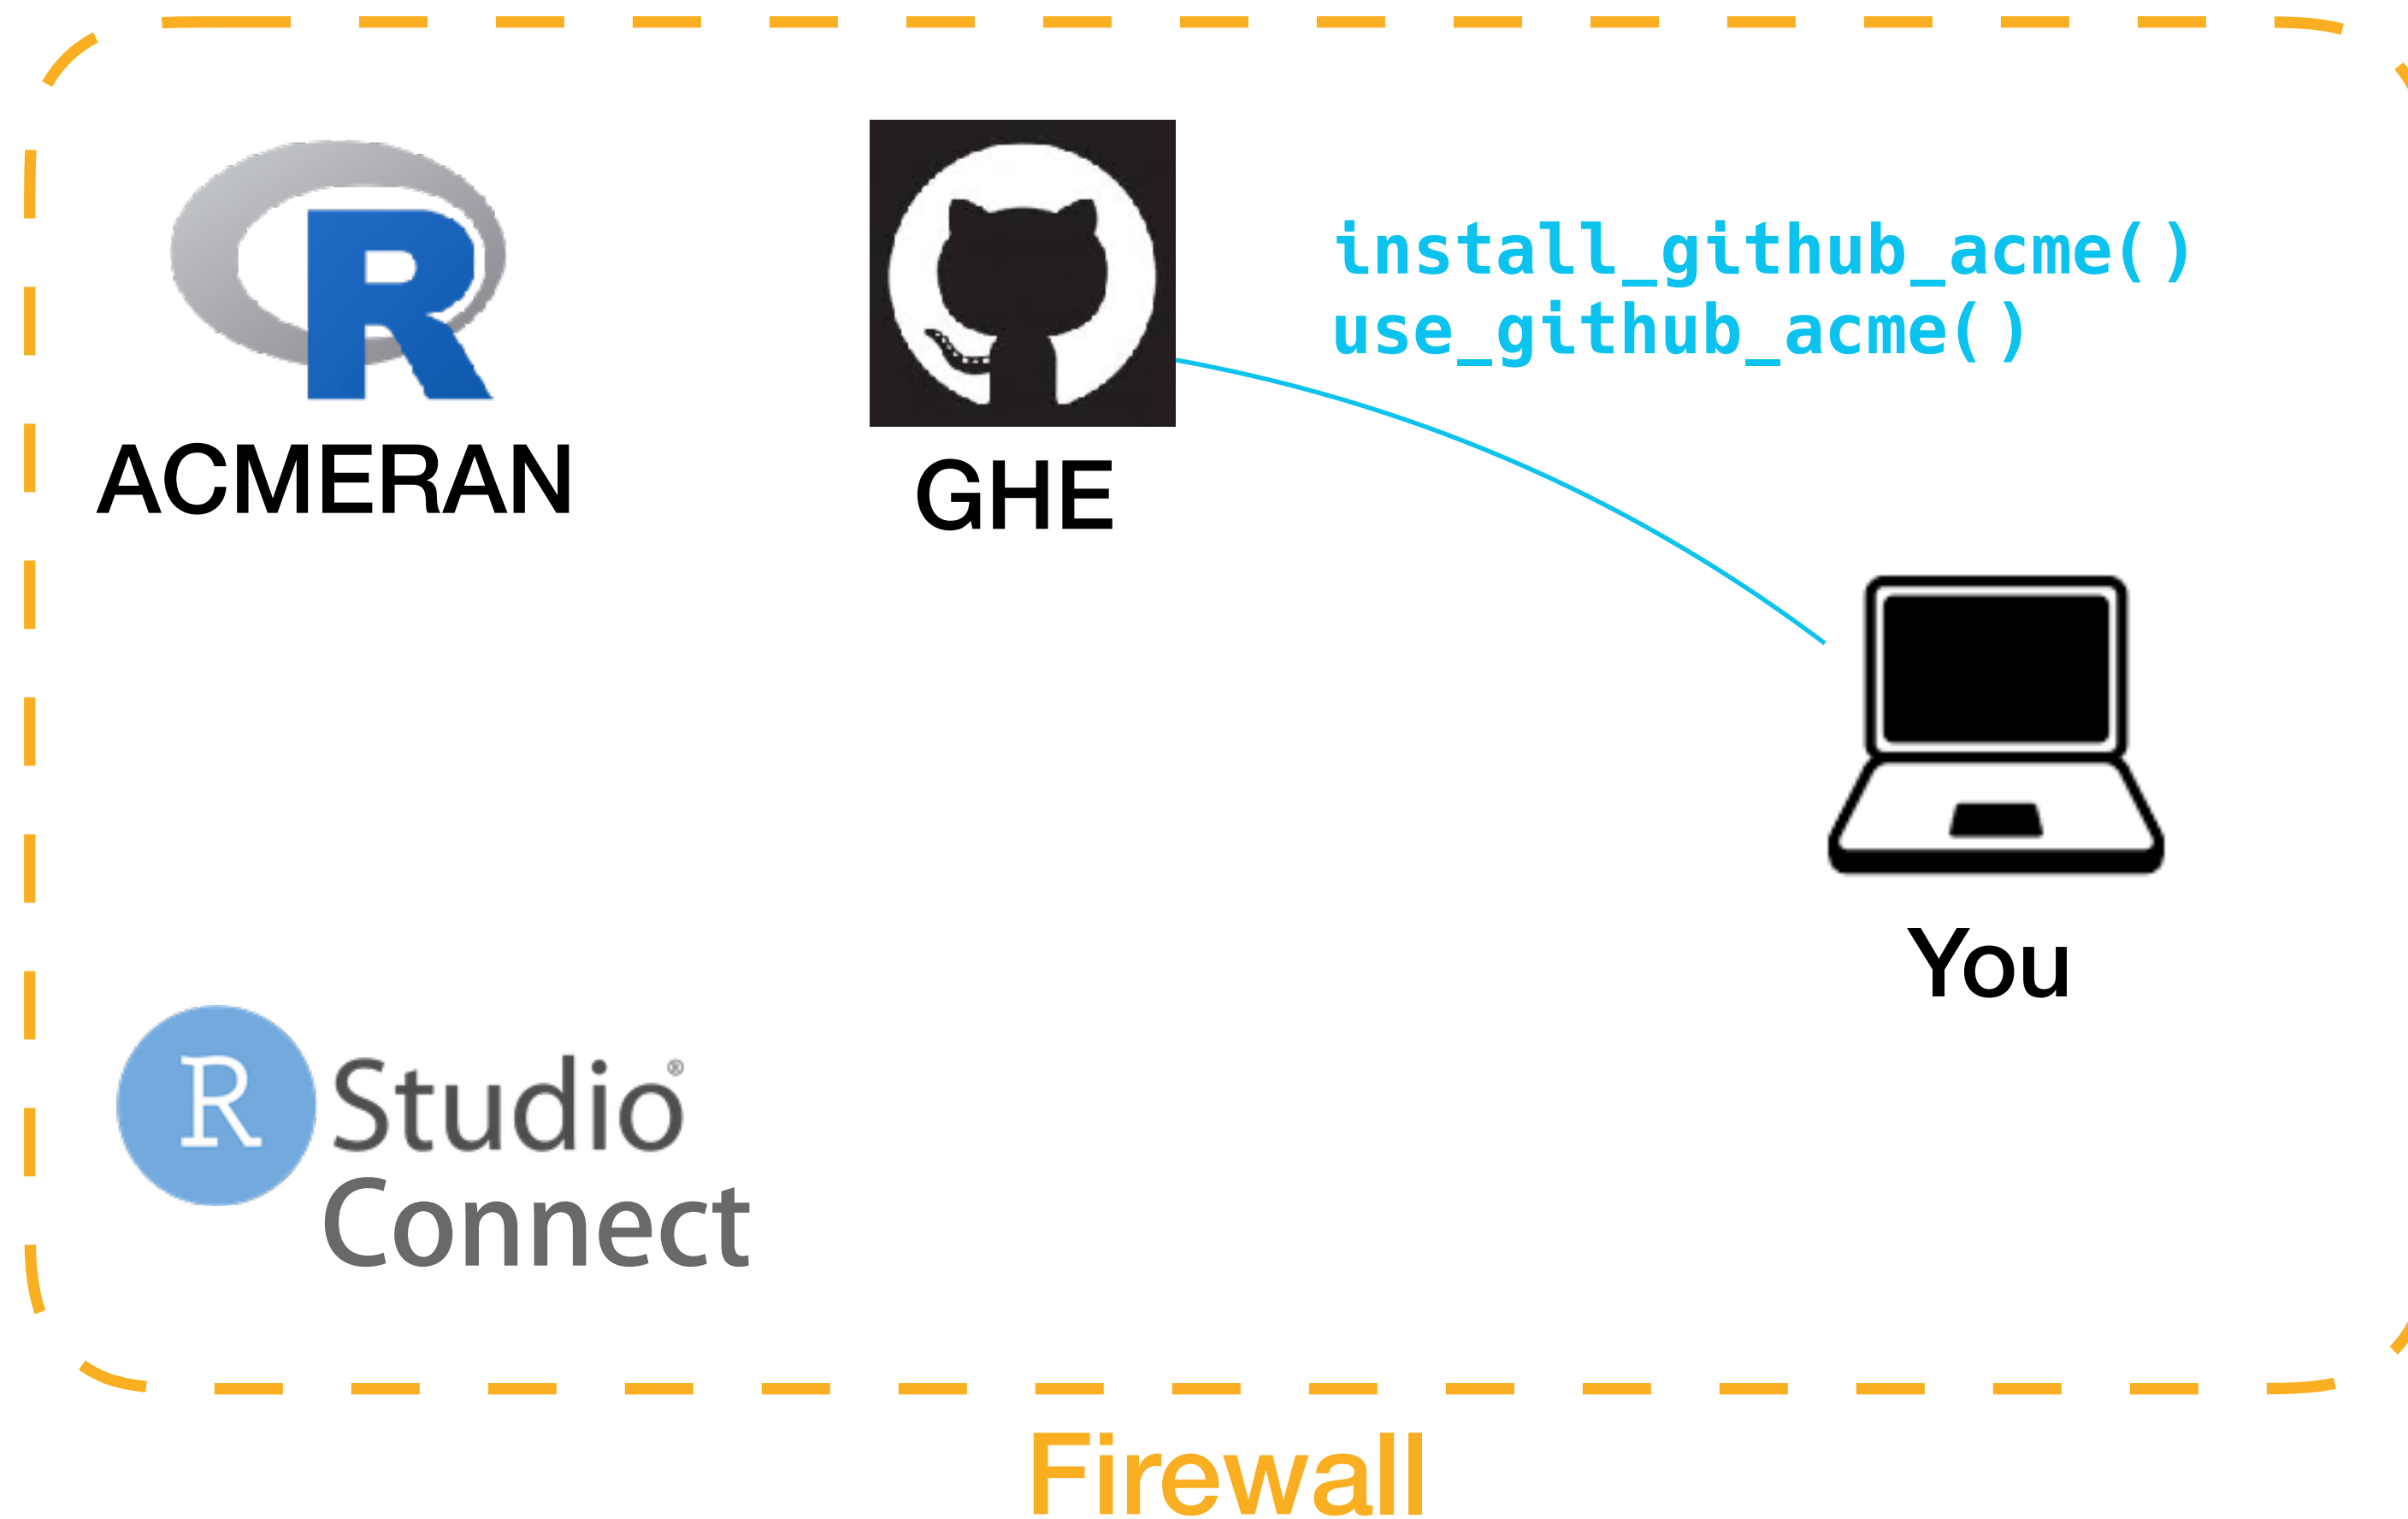 install_github_acme()
use_github_acme()
R
ACMERAN
GHE
You
R Studio®
Connect
Firewall